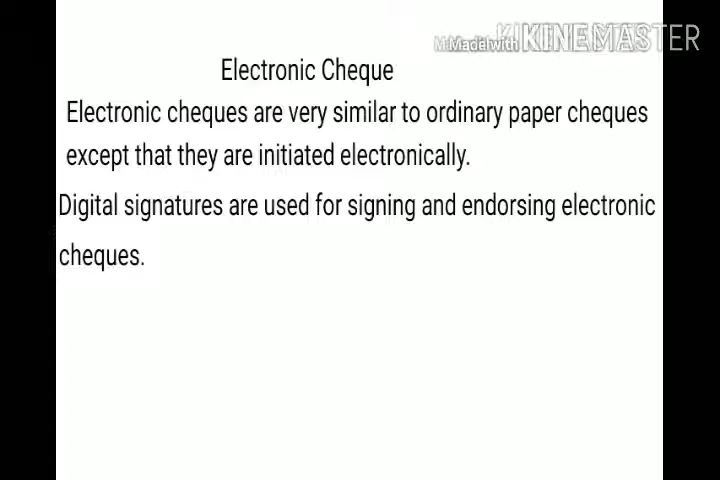 Made with KINEMASTER
Electronic Cheque
Electronic cheques are very similar to ordinary paper cheques
except that they are initiated electronically.
Digital signatures are used for signing and endorsing electronic
cheques.